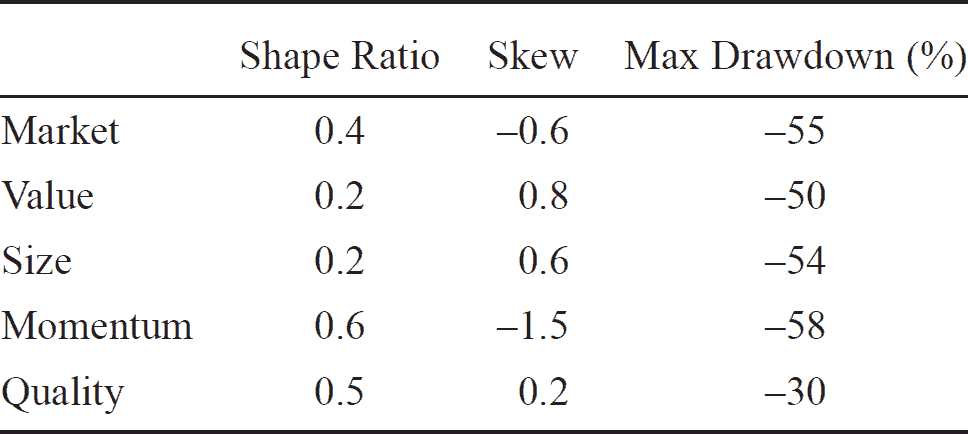 Shape Ratio Skew Max Drawdown (%)
Market 0.4 –0.6 –55
Value 0.2 0.8 –50
Size 0.2 0.6 –54
Momentum 0.6 –1.5 –58
Quality 0.5 0.2 –30